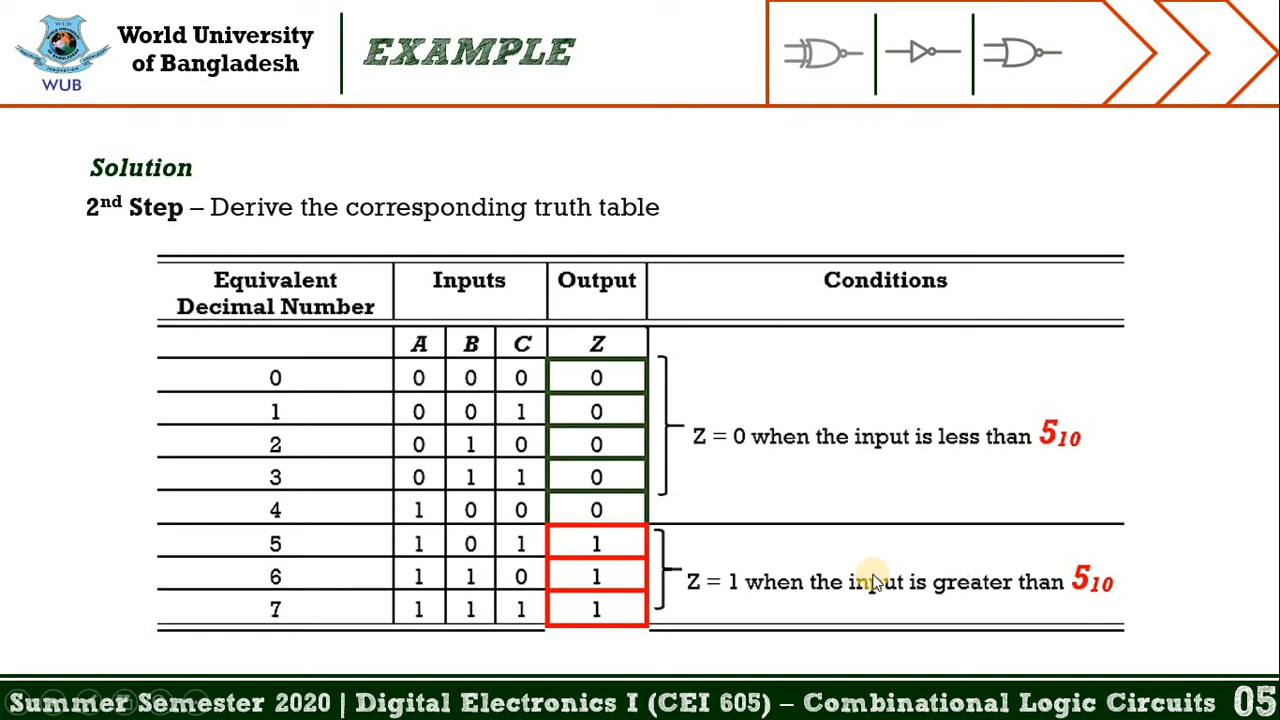 World University
of Bangladesh
WUB
EXAMPLE
Solution
2nd Step – Derive the corresponding truth table
Equivalent Decimal Number Inputs Output Conditions
A B C Z
0 0 0 0 0
1 0 0 1 0
2 0 1 0 0
3 0 1 1 0
4 1 0 0 0
Z = 0 when the input is less than 510
5 1 0 1 1
6 1 1 0 1
7 1 1 1 1
Z = 1 when the input is greater than 510
Summer Semester 2020 | Digital Electronics I (CEI 605) – Combinational Logic Circuits 05